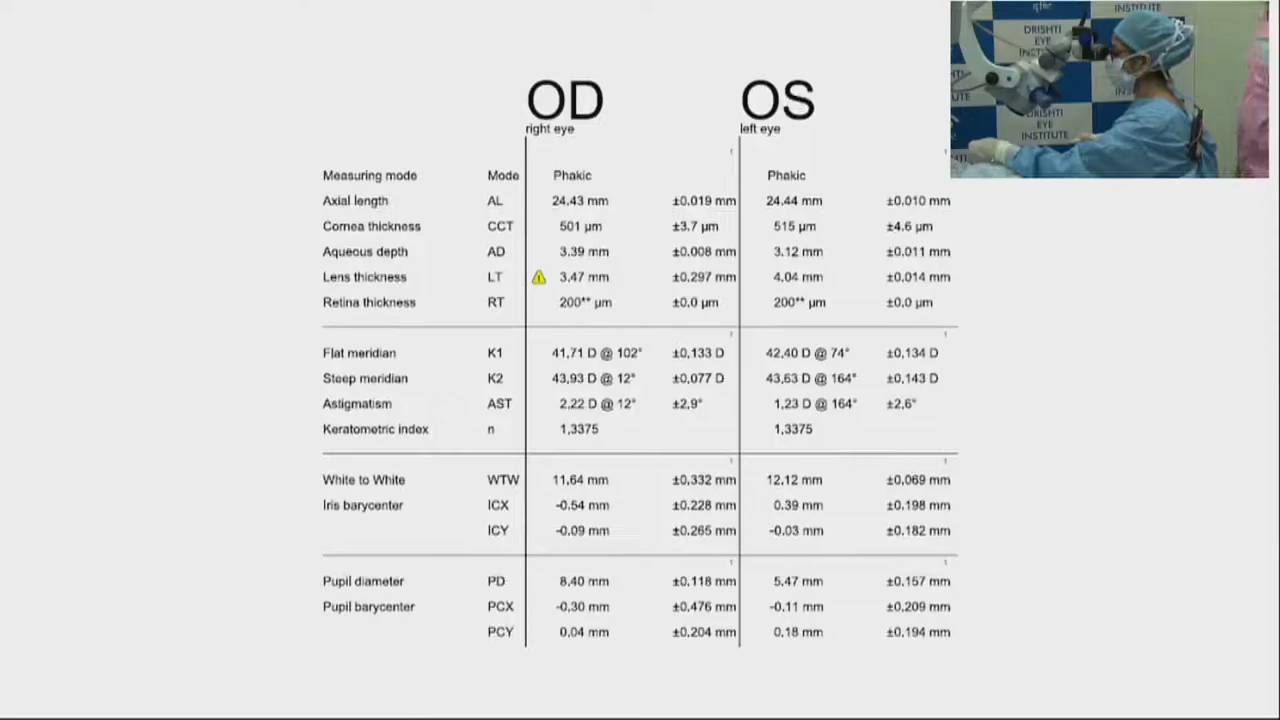 OD OS
right eye left eye
Measuring mode Mode Phakic Phakic
Axial length AL 24,43 mm ±0.019 mm 24,44 mm ±0.010 mm
Cornea thickness CCT 501 µm ±3.7 µm 515 µm ±4.6 µm
Aqueous depth AD 3.39 mm ±0.008 mm 3.12 mm ±0.011 mm
Lens thickness LT 3,47 mm ±0.297 mm 4,04 mm ±0.014 mm
Retina thickness RT 200** µm ±0.0 µm 200** µm ±0.0 µm
Flat meridian K1 41,71 D @ 102° ±0,133 D 42,40 D @ 74° ±0,134 D
Steep meridian K2 43,93 D @ 12° ±0,077 D 43,63 D @ 164° ±0,143 D
Astigmatism AST 2,22 D @ 12° ±2,9° 1,23 D @ 164° ±2,6°
Keratometric index n 1,3375 1,3375
White to White WTW 11,64 mm ±0,332 mm 12,12 mm ±0,069 mm
Iris barycenter ICX -0.54 mm ±0.228 mm 0.39 mm ±0.198 mm
ICY -0.09 mm ±0.265 mm -0.03 mm ±0.182 mm
Pupil diameter PD 8,40 mm ±0.118 mm 5,47 mm ±0.157 mm
Pupil barycenter PCX -0.30 mm ±0.476 mm -0.11 mm ±0.209 mm
PCY 0.04 mm ±0.204 mm 0.18 mm ±0.194 mm
INSTITUTE
DRISHTI
EYE
DRISHTI
EYE
INSTITUTE